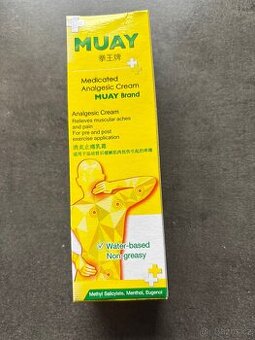 MUAY
拳王牌
Medicated
Analgesic Cream
MUAY Brand
Analgesic Cream
Relieves muscular aches
and pain
For pre and post
exercise application
✓ Water-based
Non-greasy
Methyl Salicylate, Menthol, Eugenol